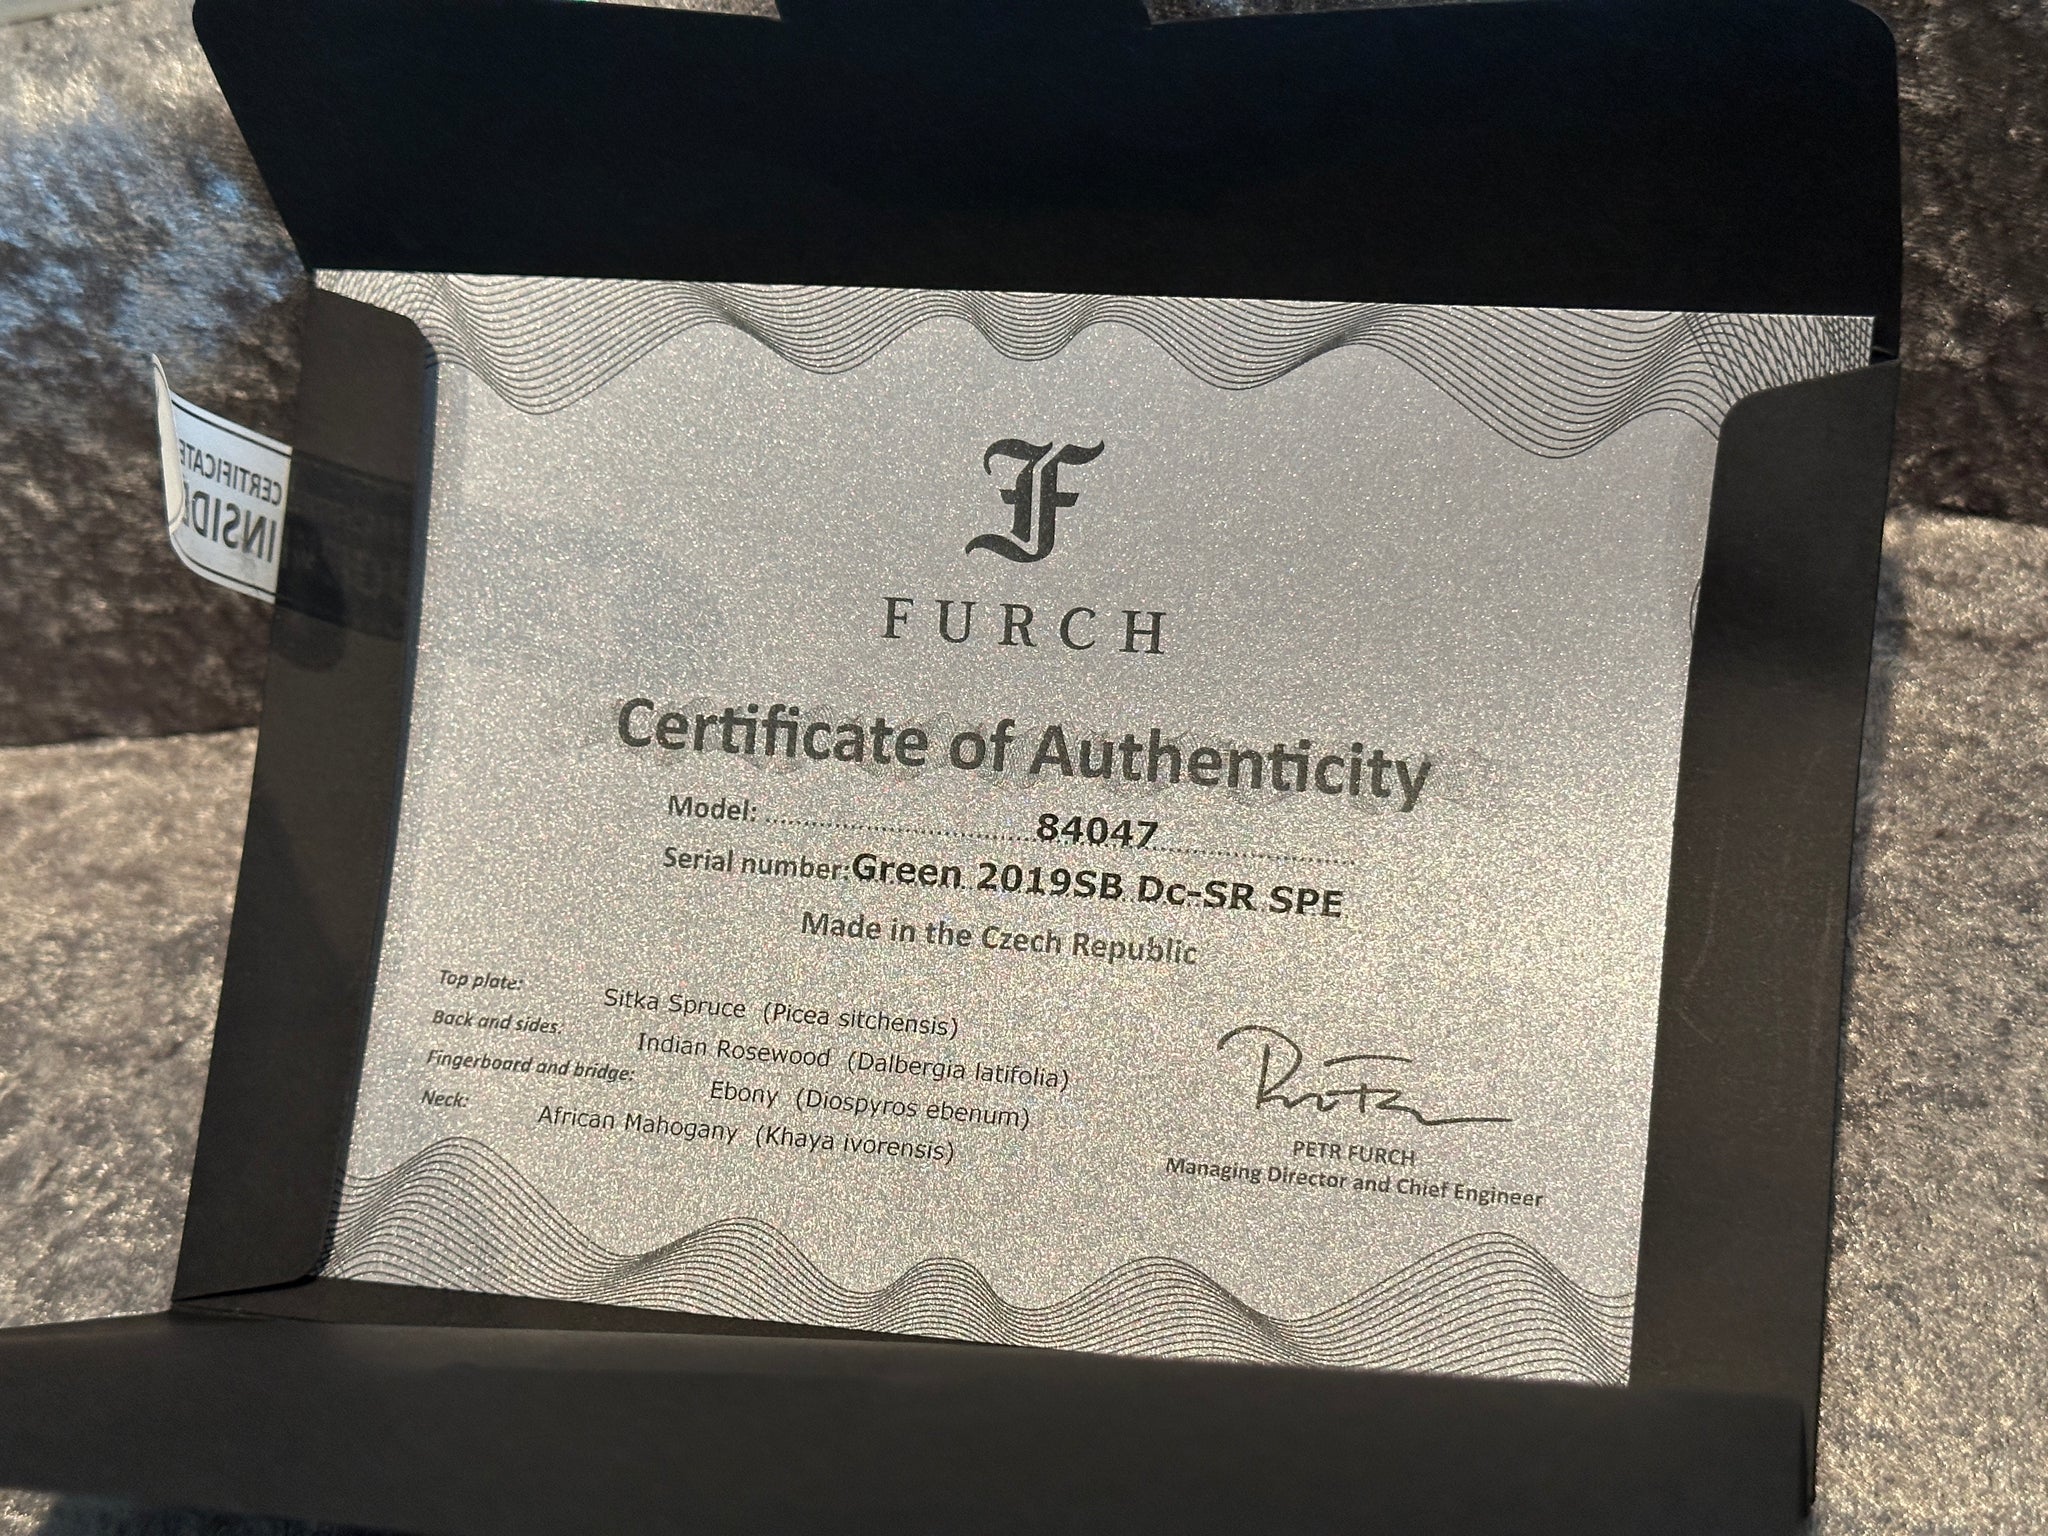 CERTIFICATE
INSIDE
F
FURCH
Certificate of Authenticity
Model: 84047
Serial number: Green 2019SB Dc-SR SPE
Made in the Czech Republic
Top plate: Sitka Spruce (Picea sitchensis)
Back and sides: Indian Rosewood (Dalbergia latifolia)
Fingerboard and bridge: Ebony (Diospyros ebenum)
Neck: African Mahogany (Khaya ivorensis)
PETR FURCH
Managing Director and Chief Engineer